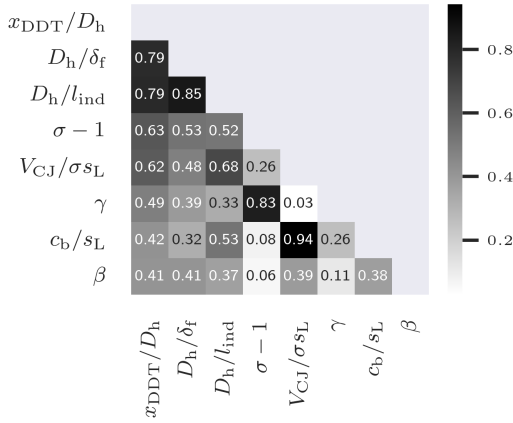 x_DDT/D_h
D_h/δ_f 0.79
D_h/l_ind 0.79 0.85
σ − 1 0.63 0.53 0.52
V_CJ/σs_L 0.62 0.48 0.68 0.26
γ 0.49 0.39 0.33 0.83 0.03
c_b/s_L 0.42 0.32 0.53 0.08 0.94 0.26
β 0.41 0.41 0.37 0.06 0.39 0.11 0.38
x_DDT/D_h D_h/δ_f D_h/l_ind σ − 1 V_CJ/σs_L γ c_b/s_L β
0.8
0.6
0.4
0.2